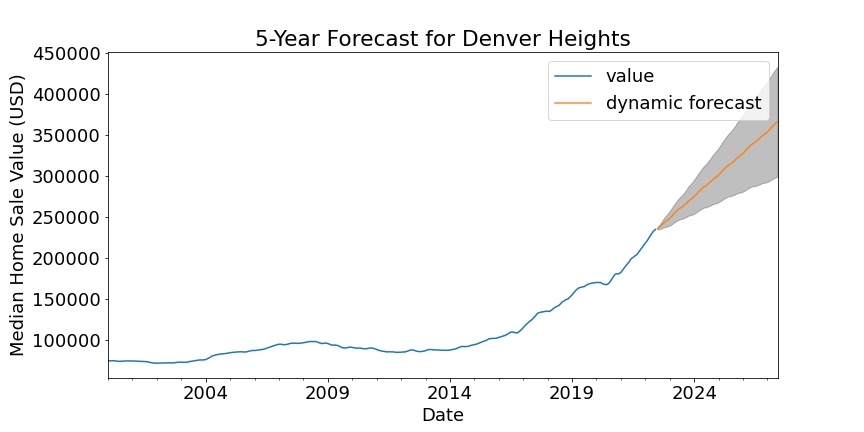 5-Year Forecast for Denver Heights
value
dynamic forecast
Median Home Sale Value (USD)
450000
400000
350000
300000
250000
200000
150000
100000
2004
2009
2014
2019
2024
Date